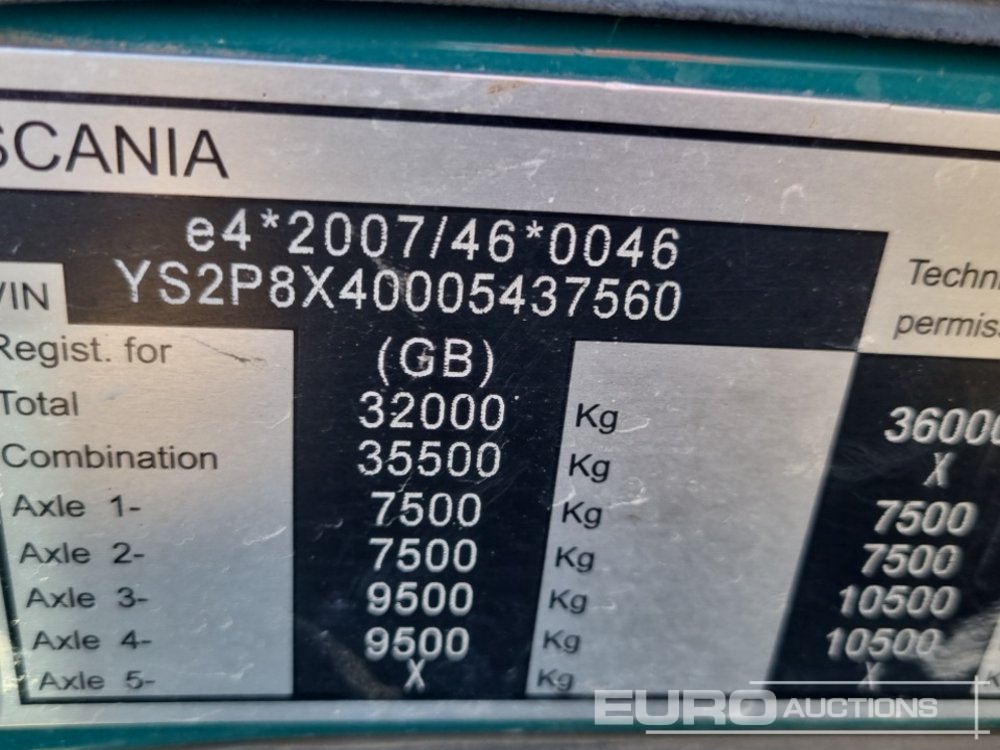 SCANIA
e4*2007/46*0046
VIN YS2P8X40005437560
Techni
permis
Regist. for (GB)
Total 32000 Kg 36000
Combination 35500 Kg X
Axle 1- 7500 Kg 7500
Axle 2- 7500 Kg 7500
Axle 3- 9500 Kg 10500
Axle 4- 9500 Kg 10500
Axle 5- X Kg X
EURO AUCTIONS